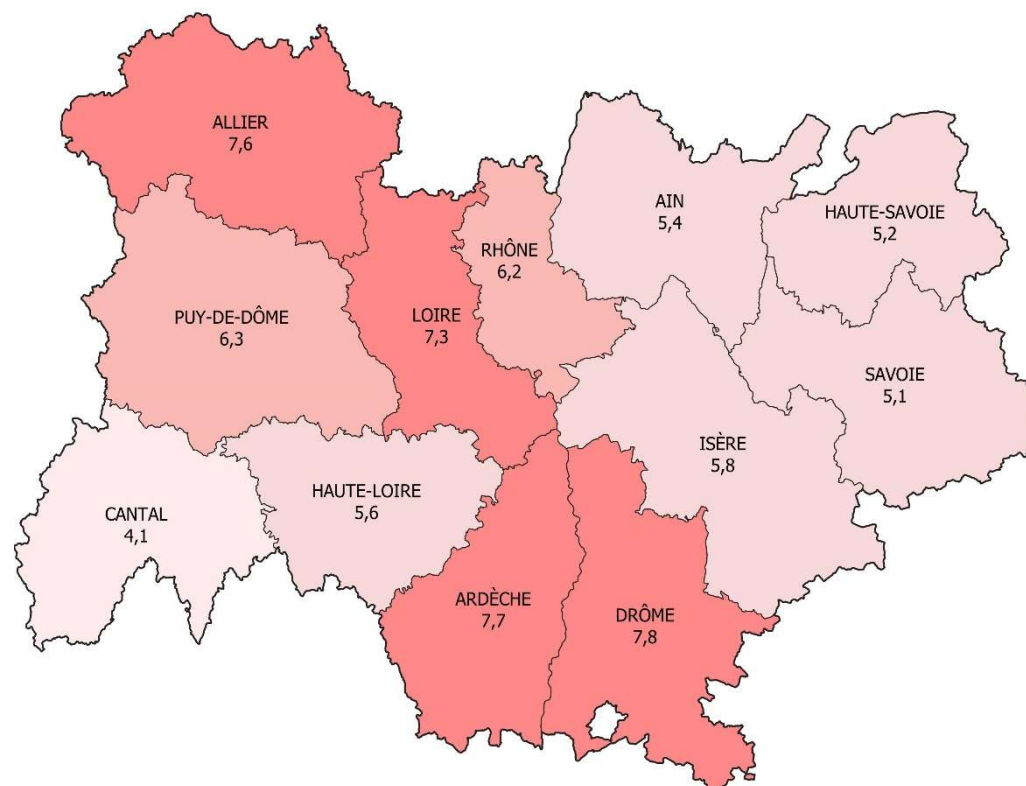 ALLIER
7,6
AIN
5,4
HAUTE-SAVOIE
5,2
RHÔNE
6,2
PUY-DE-DÔME
6,3
LOIRE
7,3
SAVOIE
5,1
ISÈRE
5,8
HAUTE-LOIRE
5,6
CANTAL
4,1
ARDÈCHE
7,7
DRÔME
7,8